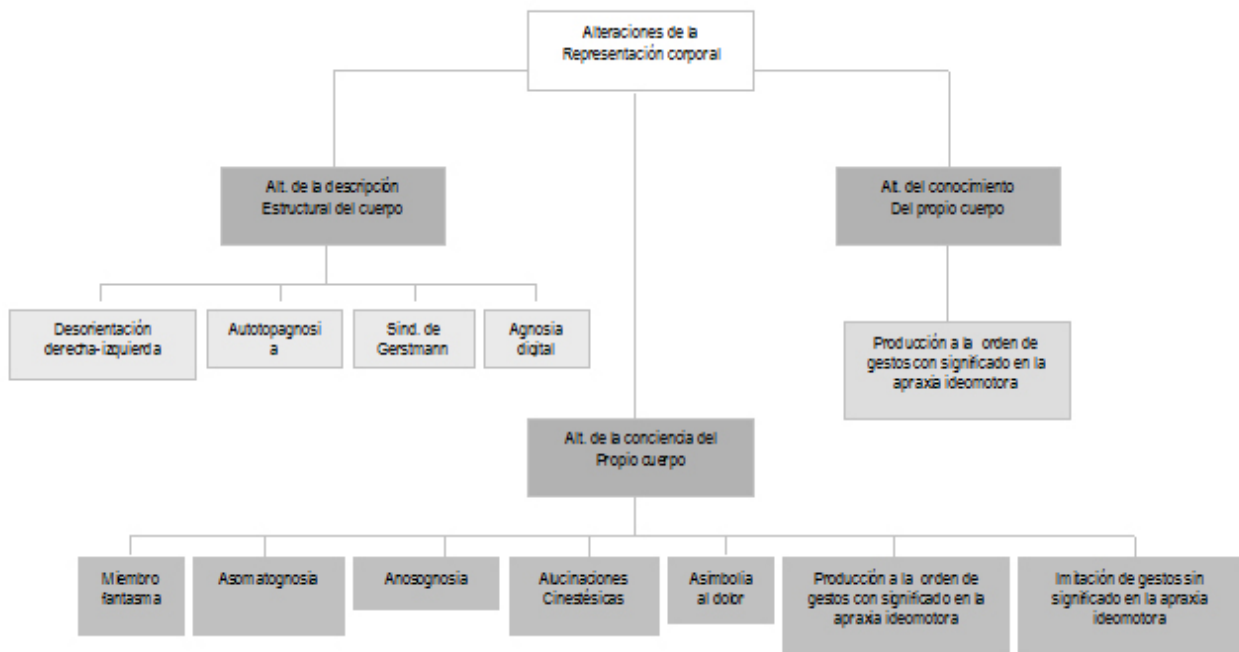 Alteraciones de la
Representación corporal
Alt. de la descripción
Estructural del cuerpo
Alt. del conocimiento
Del propio cuerpo
Desorientación
derecha-izquierda
Autotopagnosi
a
Sind. de
Gerstmann
Agnosia
digital
Producción a la orden de
gestos con significado en la
apraxia ideomotora
Alt. de la conciencia del
Propio cuerpo
Miembro
fantasma
Asomatognosia
Anosognosia
Alucinaciones
Cinestésicas
Asimbolia
al dolor
Producción a la orden de
gestos con significado en la
apraxia ideomotora
Imitación de gestos sin
significado en la apraxia
ideomotora